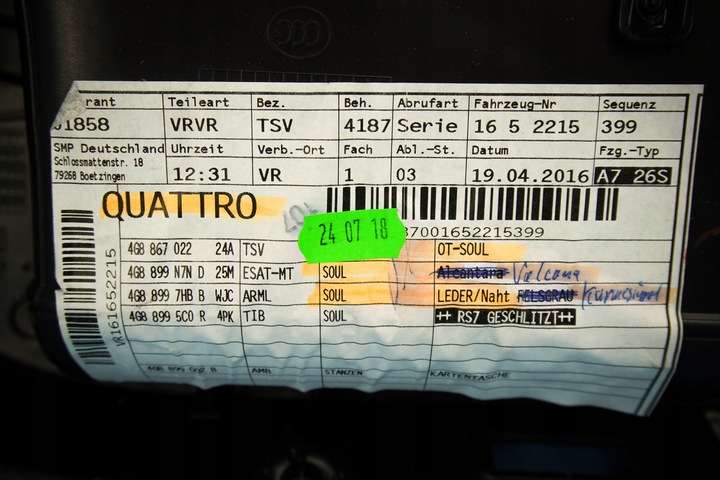 rant Teileart Bez. Beh. Abrufart Fahrzeug-Nr Sequenz
01858 VRVR TSV 4187 Serie 16 5 2215 399
SMP Deutschland Uhrzeit Verb.-Ort Fach Abl.-St. Datum Fzg.-Typ
Schlossmattenstr. 18
79268 Boetzingen 12:31 VR 1 03 19.04.2016 A7 26S
QUATTRO
24 07 18
37001652215399
4G8 867 022 24A TSV OT-SOUL
4G8 899 N7N D 25M ESAT-MT SOUL Alcantara Velcona
4G8 899 7HB B WJC ARML SOUL LEDER/Naht FELSGRAU
4G8 899 5C0 R 4PK TIB SOUL ++ RS7 GESCHLITZT++
AMB STANZEN KARTENTASCHE
VR161652215